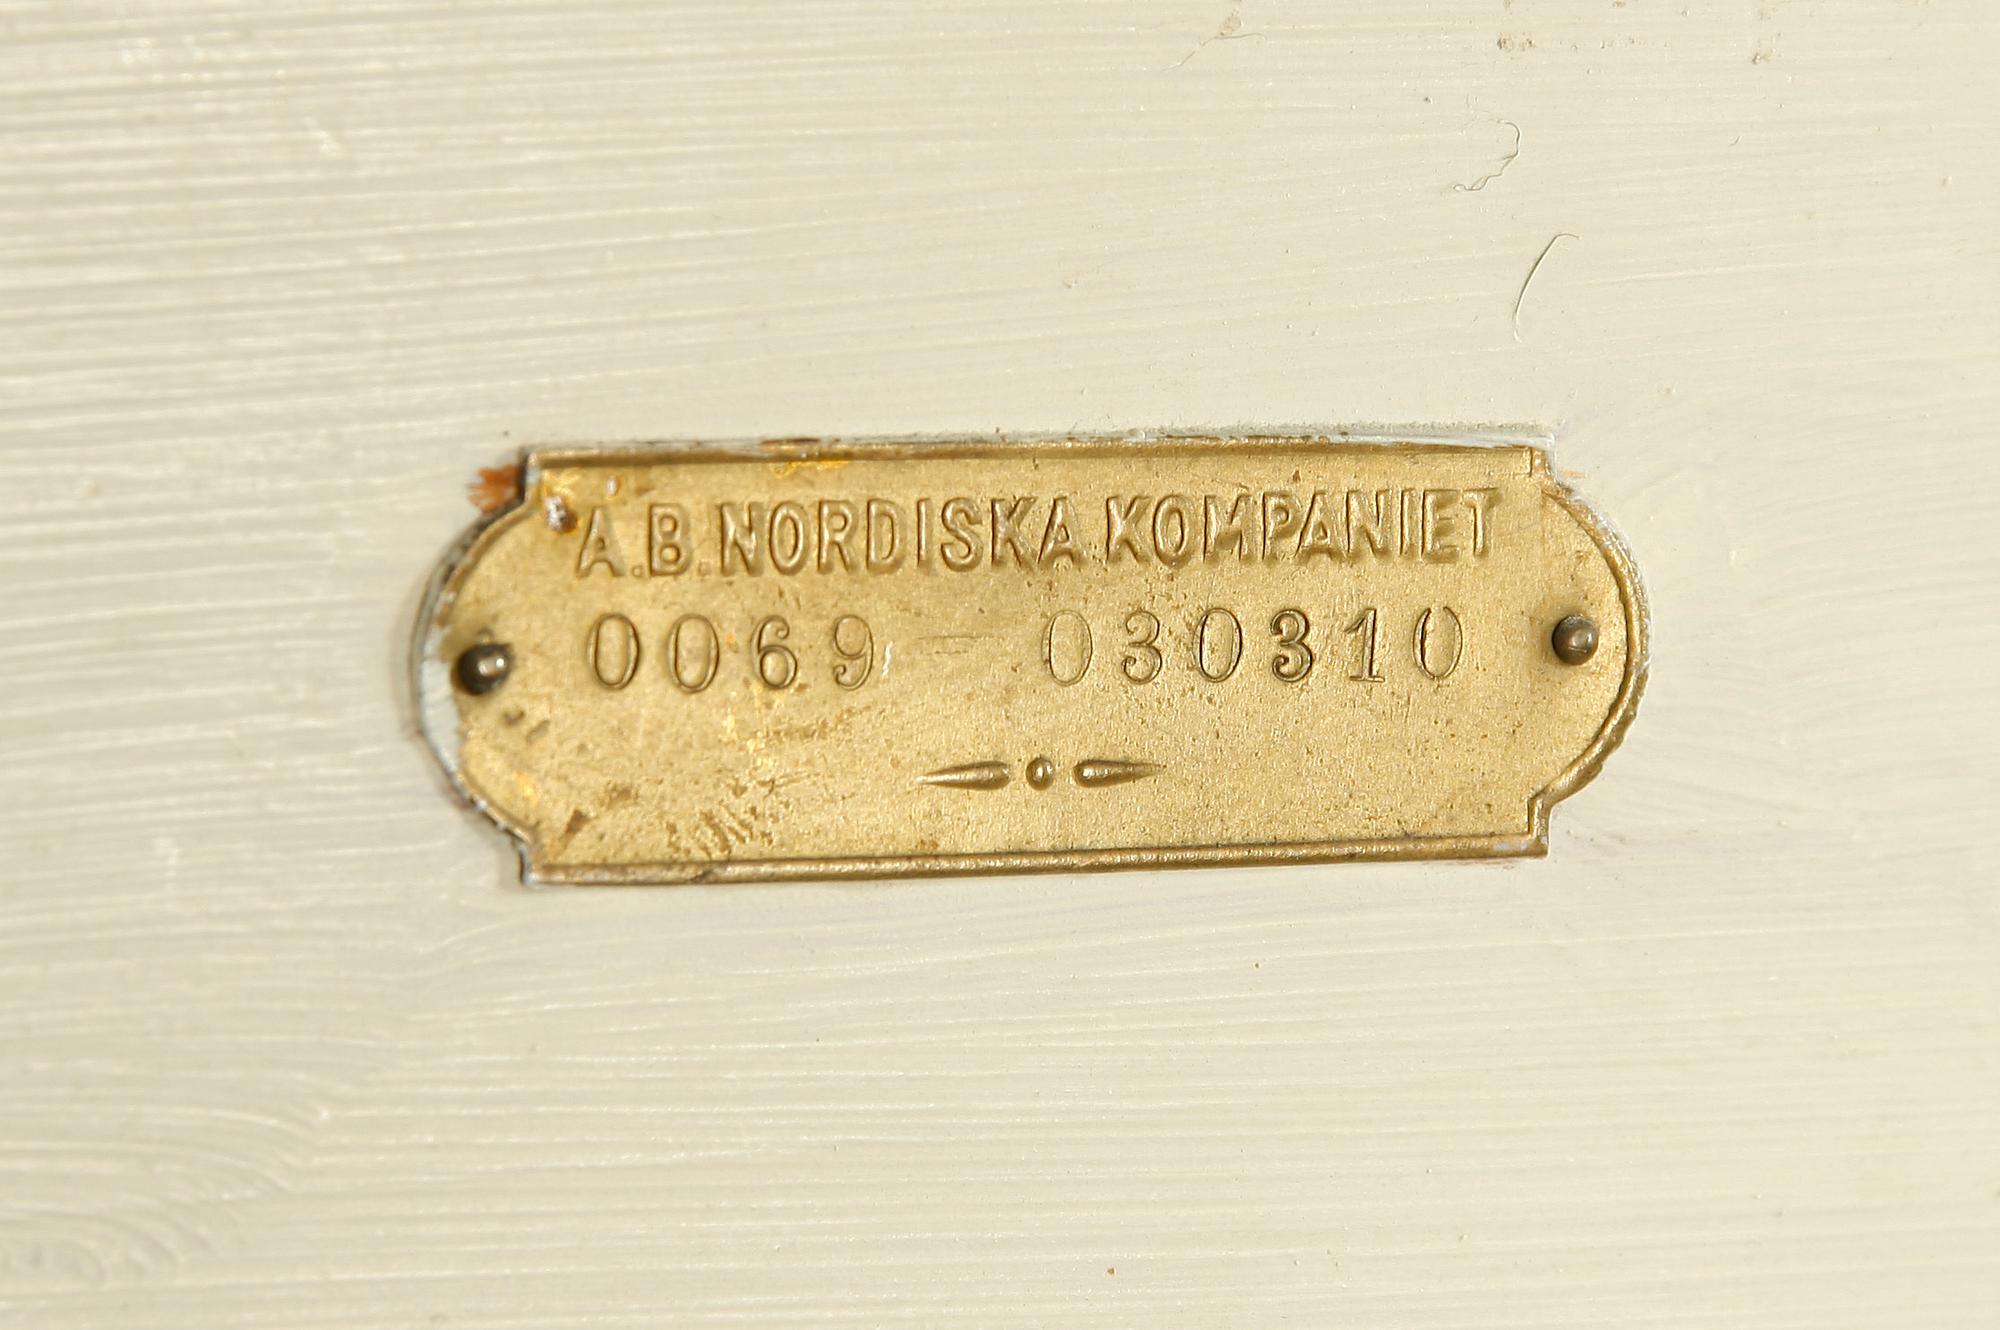 A.B. NORDISKA KOMPANIET
0069 - 030310